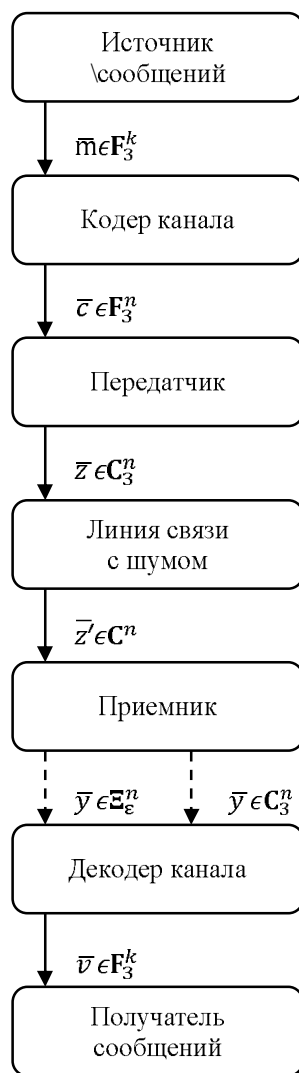 Источник
\сообщений
m̅ϵF₃ᵏ
Кодер канала
c̅ ϵF₃ⁿ
Передатчик
z̅ ϵC₃ⁿ
Линия связи
с шумом
z̅′ϵCⁿ
Приемник
y̅ ϵΞ_εⁿ y̅ ϵC₃ⁿ
Декодер канала
v̅ ϵF₃ᵏ
Получатель
сообщений